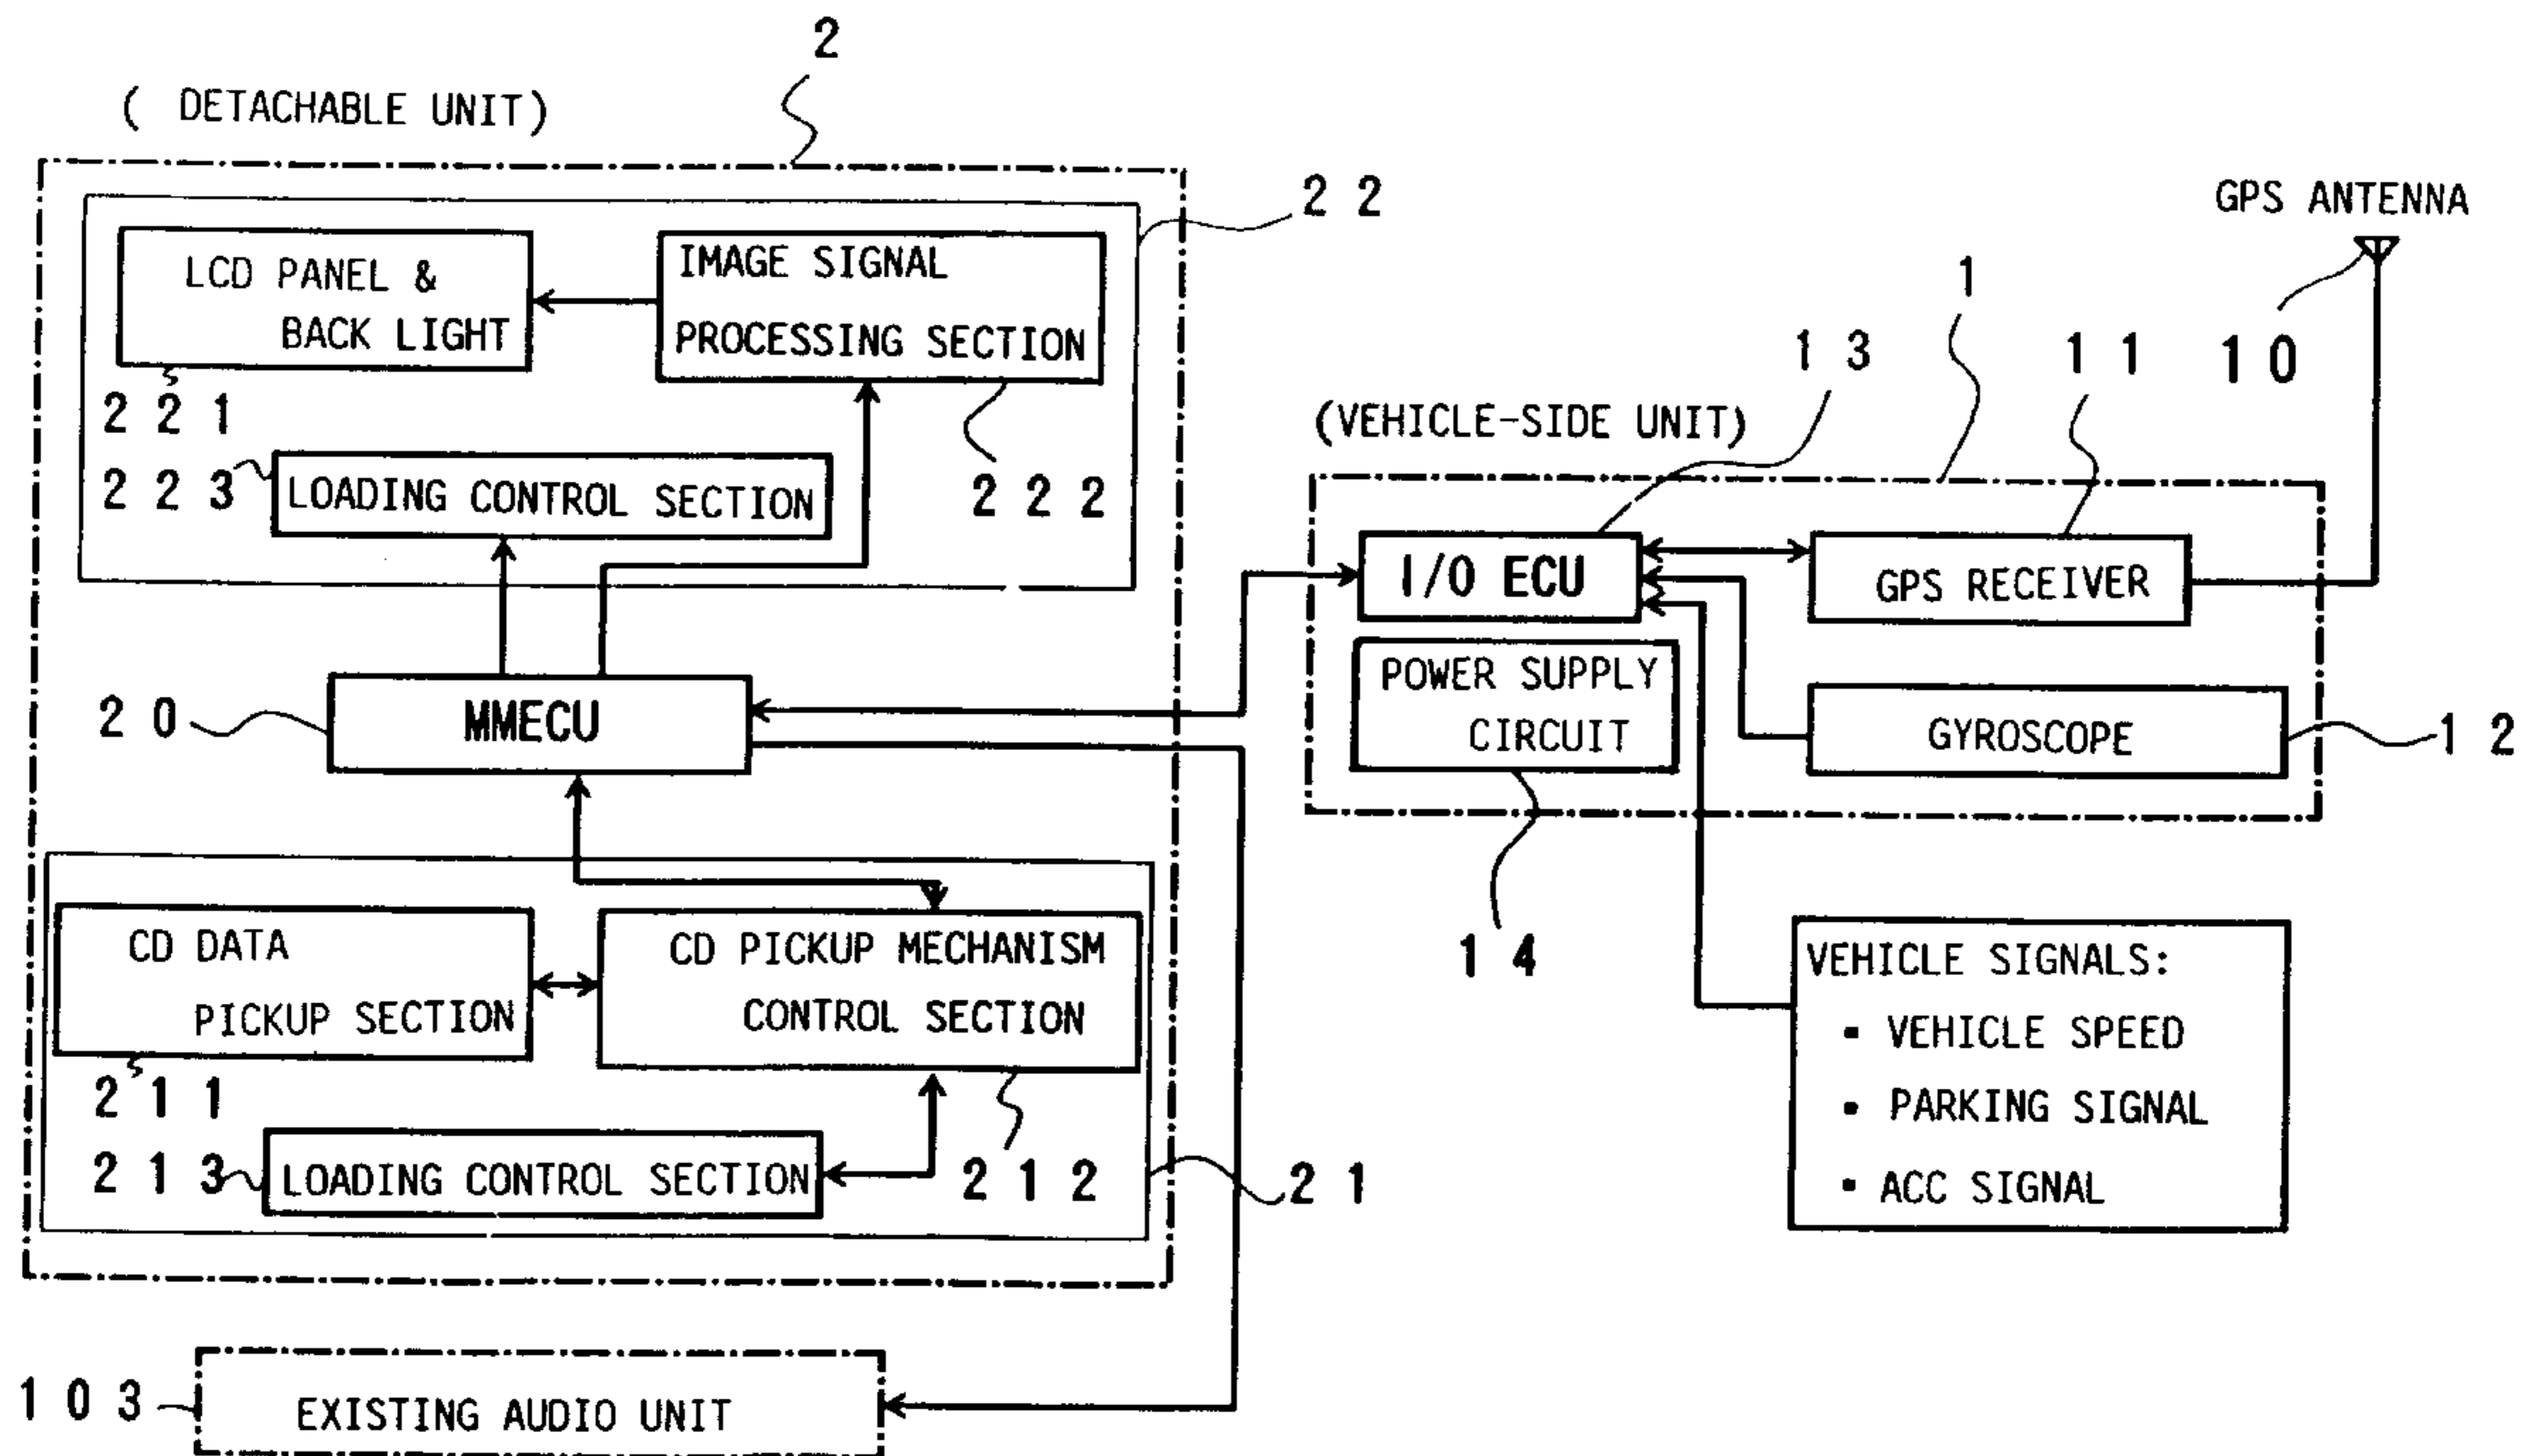 2
( DETACHABLE UNIT)
2 2
LCD PANEL &
BACK LIGHT
IMAGE SIGNAL
PROCESSING SECTION
2 2 1
2 2 3
LOADING CONTROL SECTION
2 2 2
2 0
MMECU
CD DATA
PICKUP SECTION
CD PICKUP MECHANISM
CONTROL SECTION
2 1 1
2 1 3
LOADING CONTROL SECTION
2 1 2
2 1
1 0 3
EXISTING AUDIO UNIT
GPS ANTENNA
1 0
1
1 3
1 1
(VEHICLE-SIDE UNIT)
I/O ECU
GPS RECEIVER
POWER SUPPLY
CIRCUIT
GYROSCOPE
1 2
1 4
VEHICLE SIGNALS:
▪ VEHICLE SPEED
▪ PARKING SIGNAL
▪ ACC SIGNAL